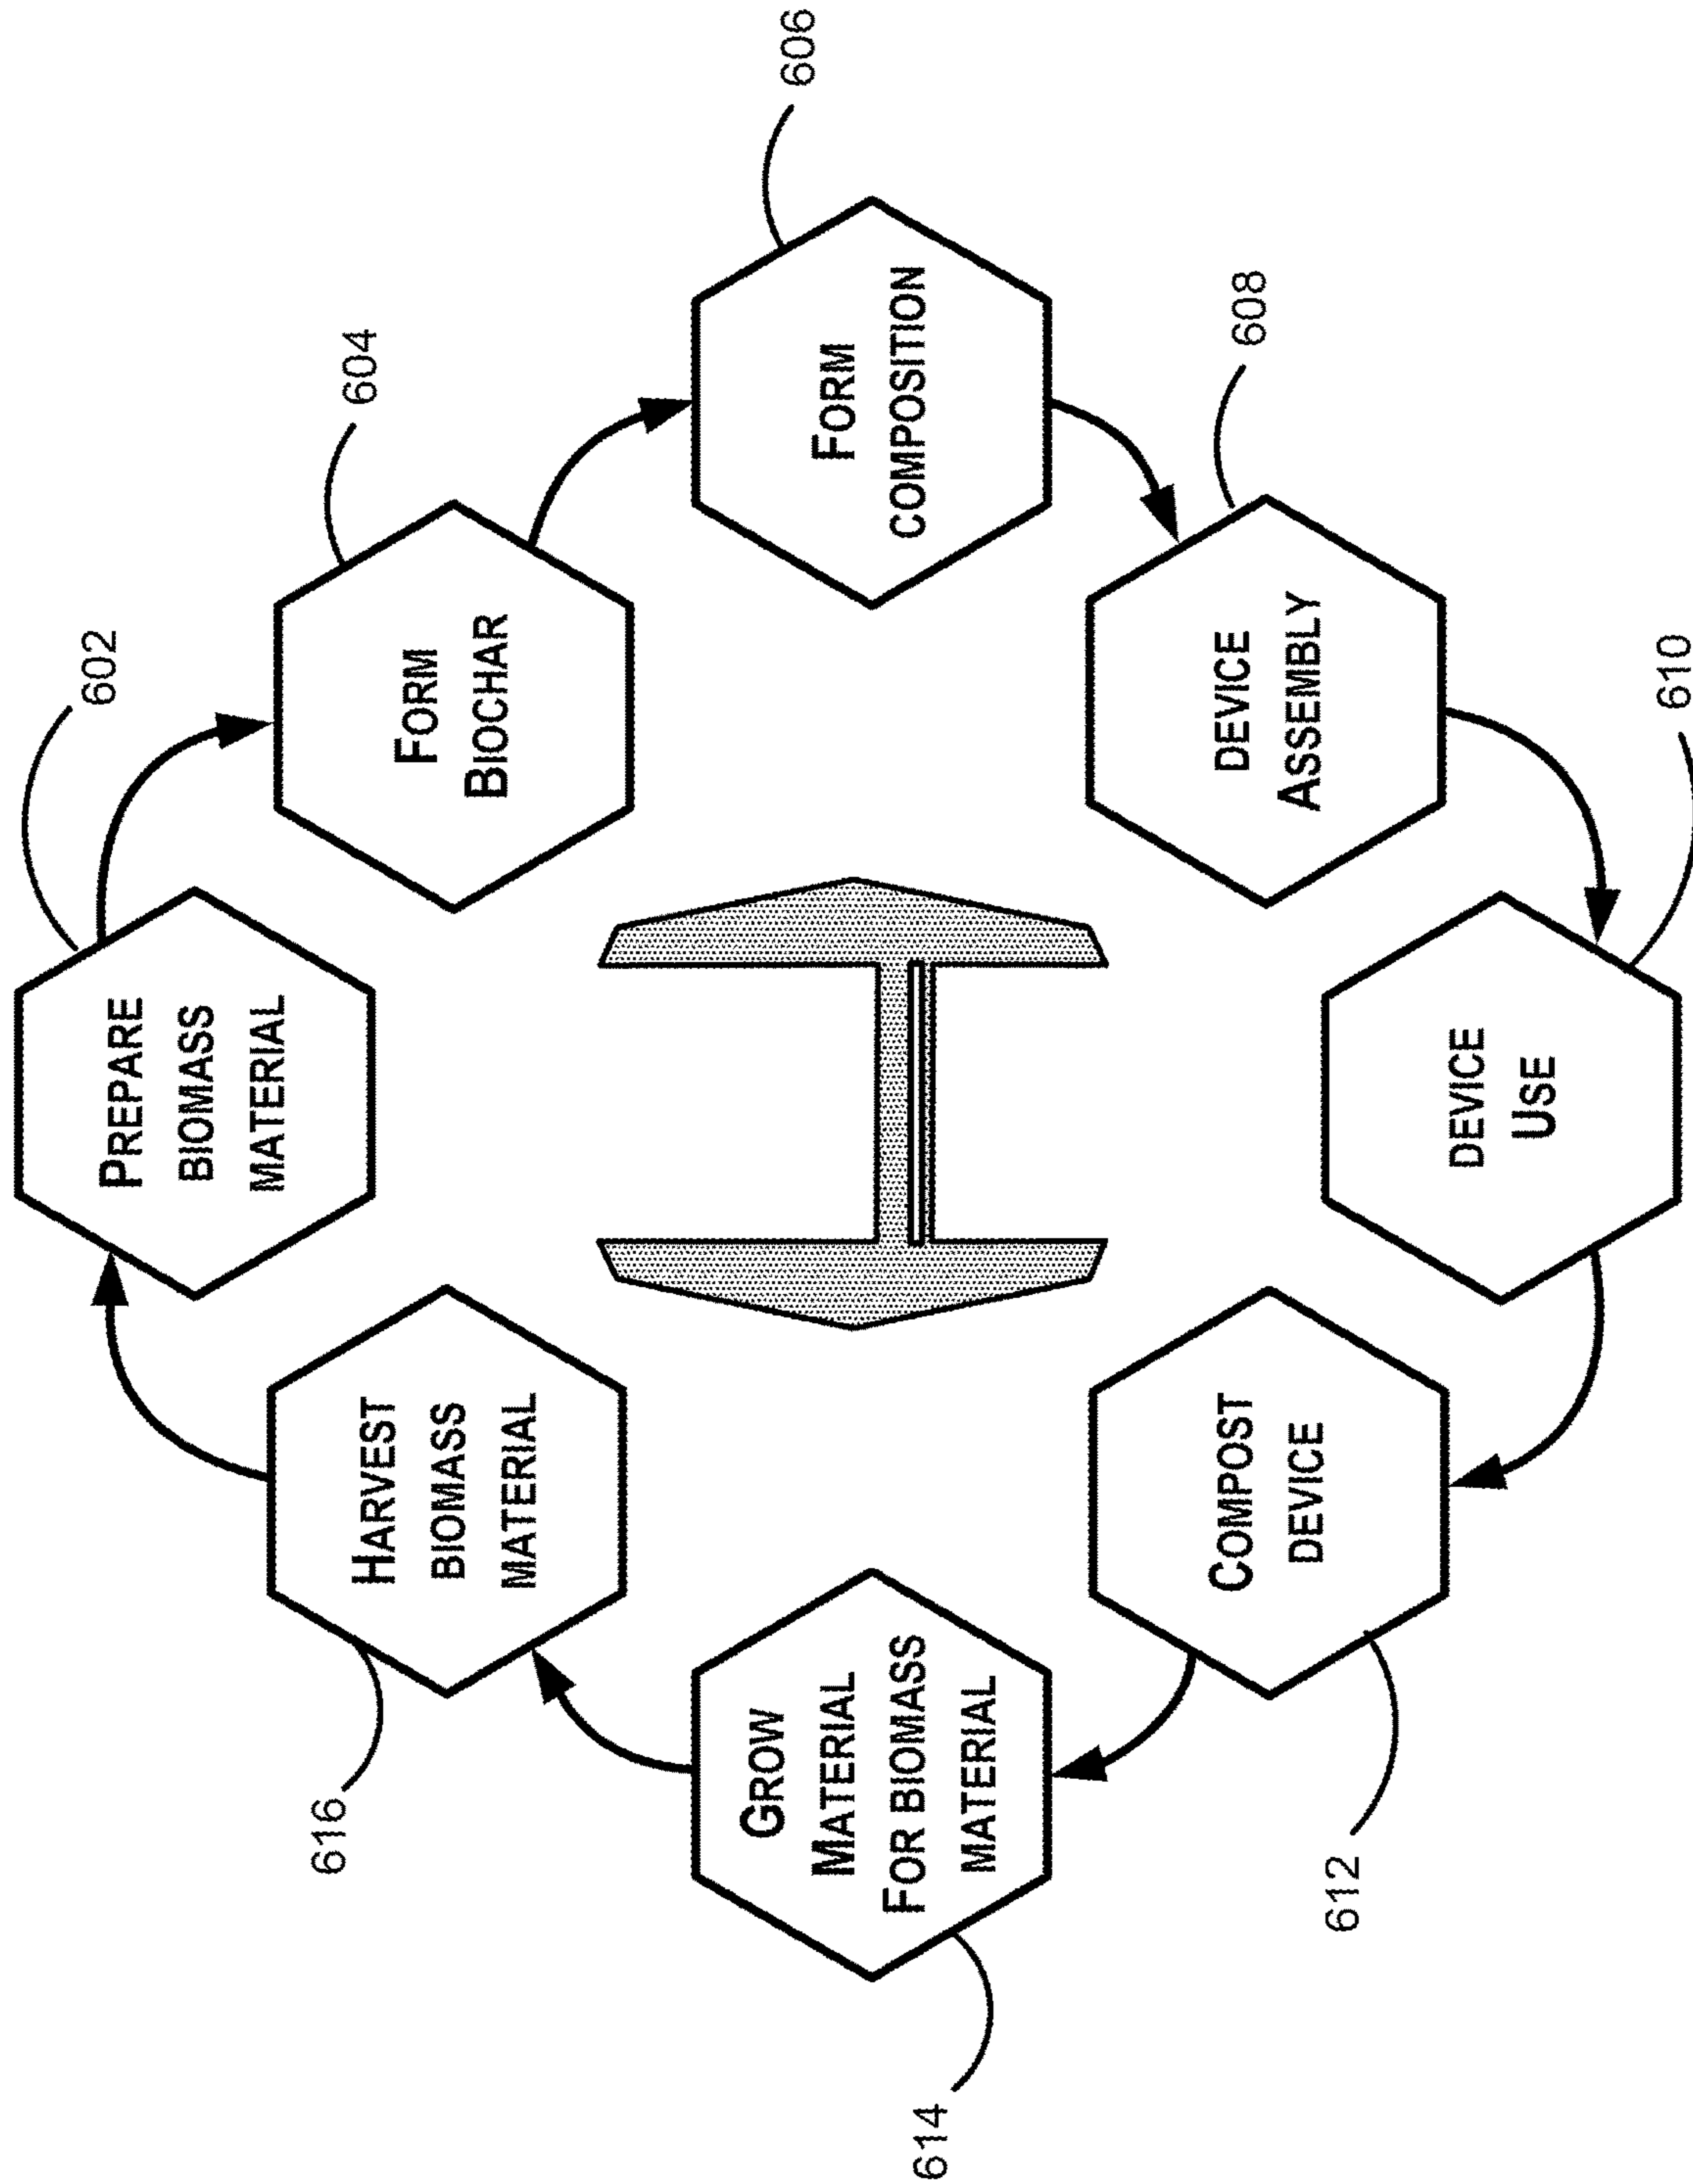 602
PREPARE
BIOMASS
MATERIAL
604
FORM
BIOCHAR
606
FORM
COMPOSITION
608
DEVICE
ASSEMBLY
610
DEVICE
USE
612
COMPOST
DEVICE
614
GROW
MATERIAL
FOR BIOMASS
MATERIAL
616
HARVEST
BIOMASS
MATERIAL